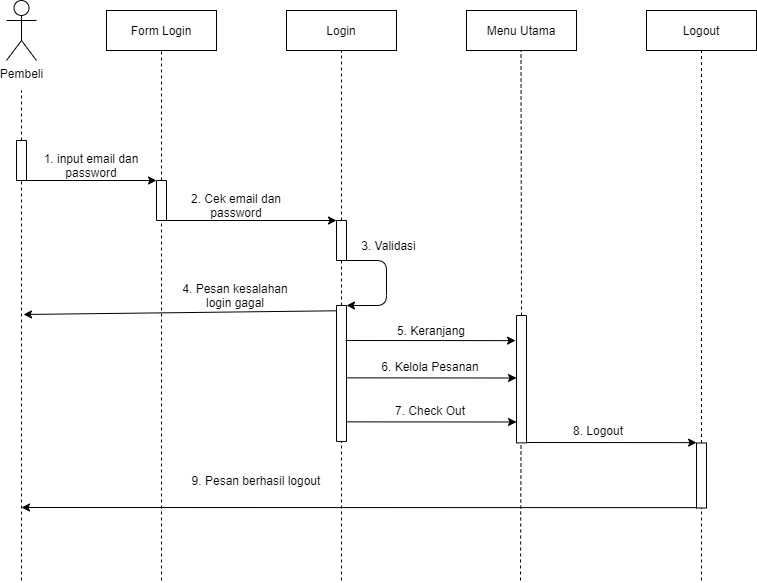 Form Login
Login
Menu Utama
Logout
Pembeli
1. input email dan
password
2. Cek email dan
password
3. Validasi
4. Pesan kesalahan
login gagal
5. Keranjang
6. Kelola Pesanan
7. Check Out
8. Logout
9. Pesan berhasil logout